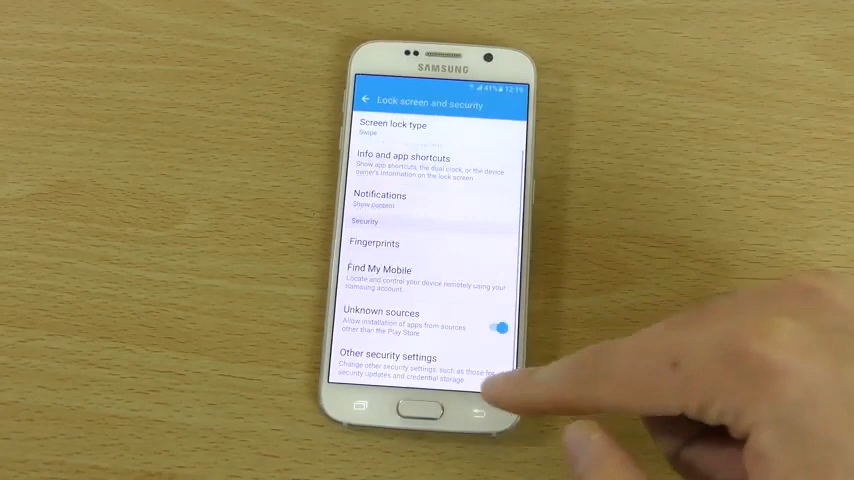 SAMSUNG
41% 12:19
Lock screen and security
Screen lock type
Swipe
Info and app shortcuts
Show app shortcuts, the dual clock, or the device
owner's information on the lock screen.
Notifications
Show content
Security
Fingerprints
Find My Mobile
Locate and control your device remotely using your
Samsung account.
Unknown sources
Allow installation of apps from sources
other than the Play Store
Other security settings
Change other security settings, such as those for
security updates and credential storage.